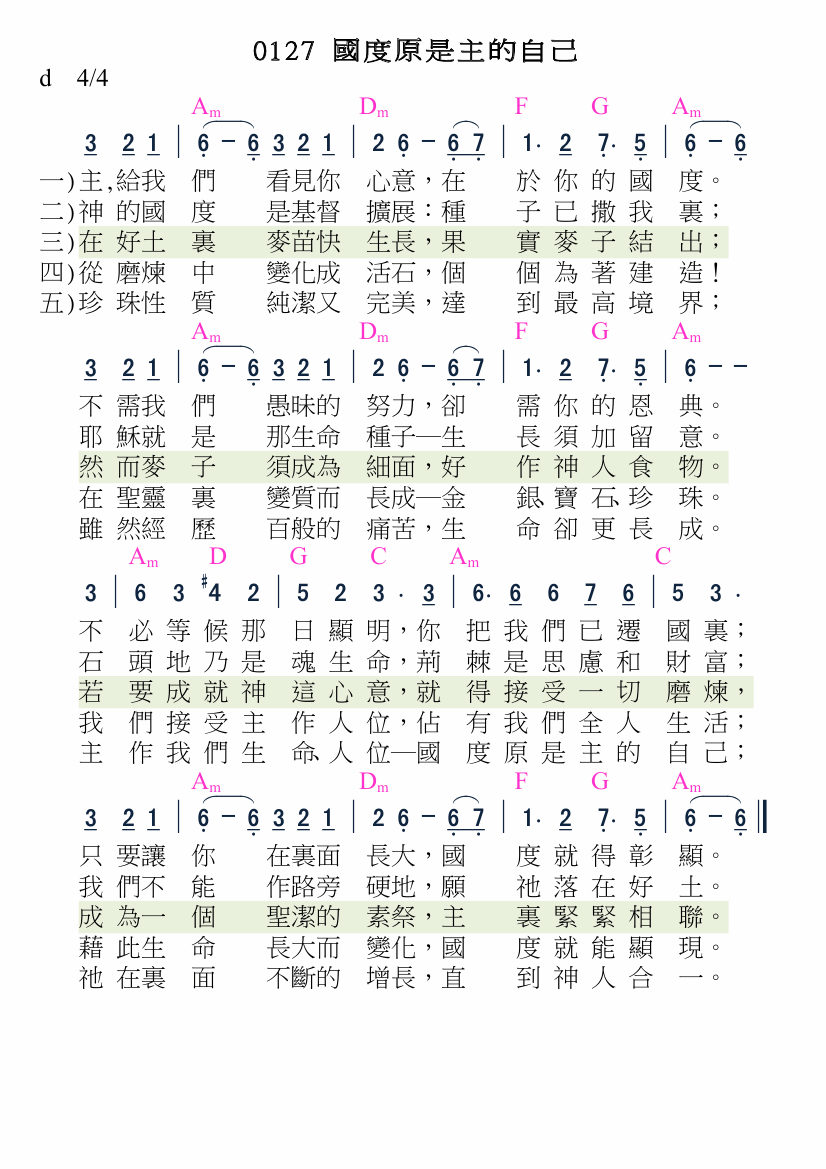 0127 國度原是主的自己
d 4/4
Am Dm F G Am
3 2 1 | 6 - 6 3 2 1 | 2 6 - 6 7 | 1. 2 7. 5 | 6 - 6
一)主,給我 們 看見你 心意，在 於 你 的 國 度。
二)神 的國 度 是基督 擴展：種 子 已 撒 我 裏；
三)在 好土 裏 麥苗快 生長，果 實 麥 子 結 出；
四)從 磨煉 中 變化成 活石，個 個 為 著 建 造！
五)珍 珠性 質 純潔又 完美，達 到 最 高 境 界；
Am Dm F G Am
3 2 1 | 6 - 6 3 2 1 | 2 6 - 6 7 | 1. 2 7. 5 | 6 - -
不 需我 們 愚昧的 努力，卻 需 你 的 恩 典。
耶 穌就 是 那生命 種子—生 長 須 加 留 意。
然 而麥 子 須成為 細面，好 作 神 人 食 物。
在 聖靈 裏 變質而 長成—金 銀、寶 石、珍 珠。
雖 然經 歷 百般的 痛苦，生 命 卻 更 長 成。
Am D G C Am C
3 | 6 3 #4 2 | 5 2 3 . 3 | 6. 6 6 7 6 | 5 3 .
不 必 等 候 那 日 顯 明，你 把 我 們 已 遷 國 裏；
石 頭 地 乃 是 魂 生 命，荊 棘 是 思 慮 和 財 富；
若 要 成 就 神 這 心 意，就 得 接 受 一 切 磨 煉，
我 們 接 受 主 作 人 位，佔 有 我 們 全 人 生 活；
主 作 我 們 生 命、人 位—國 度 原 是 主 的 自 己；
Am Dm F G Am
3 2 1 | 6 - 6 3 2 1 | 2 6 - 6 7 | 1. 2 7. 5 | 6 - 6 ‖
只 要讓 你 在裏面 長大，國 度 就 得 彰 顯。
我 們不 能 作路旁 硬地，願 祂 落 在 好 土。
成 為一 個 聖潔的 素祭，主 裏 緊 緊 相 聯。
藉 此生 命 長大而 變化，國 度 就 能 顯 現。
祂 在裏 面 不斷的 增長，直 到 神 人 合 一。